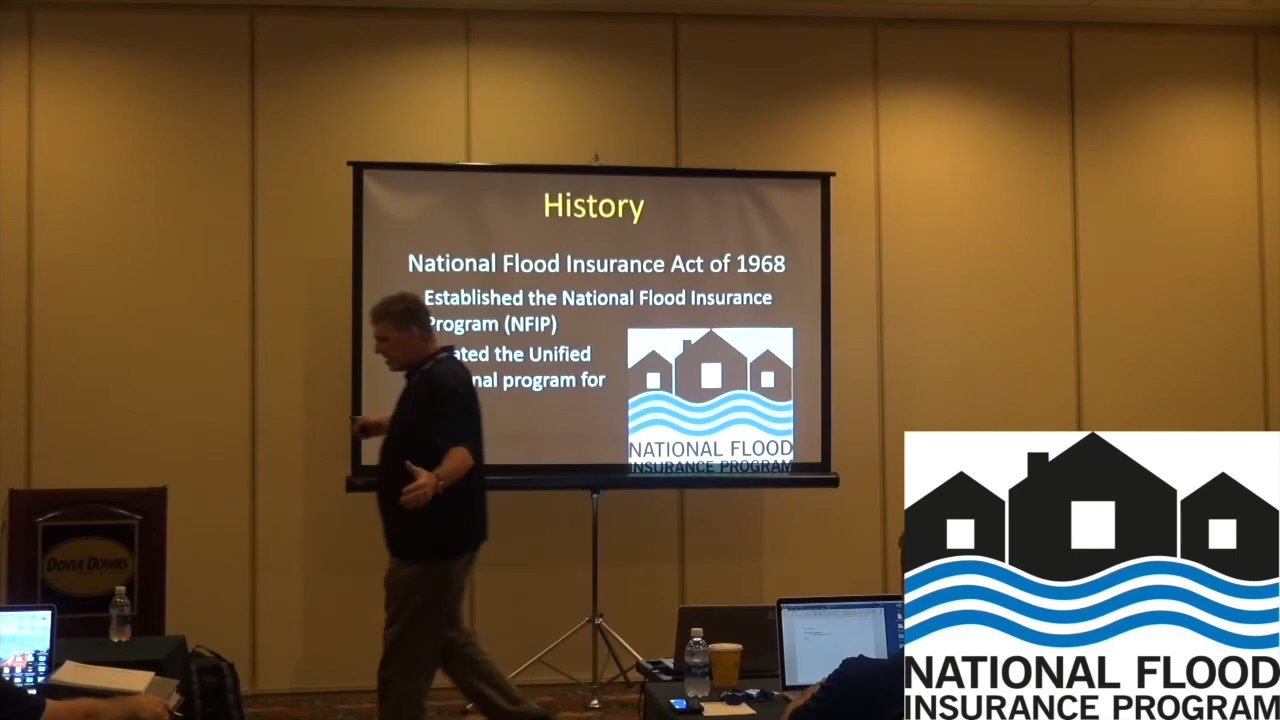 History
National Flood Insurance Act of 1968
Established the National Flood Insurance
Program (NFIP)
ated the Unified
nal program for
NATIONAL FLOOD
INSURANCE PROGRAM
DOVER DOWNS
NATIONAL FLOOD
INSURANCE PROGRAM